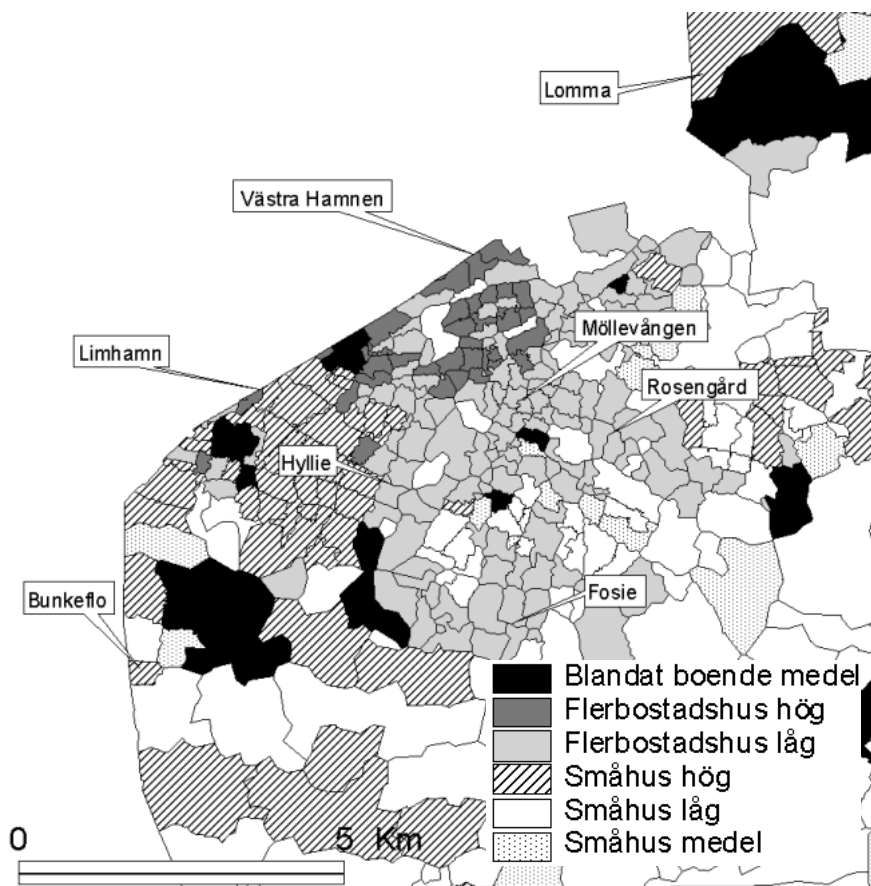 Lomma
Västra Hamnen
Möllevången
Limhamn
Rosengård
Hyllie
Bunkeflo
Fosie
Blandat boende medel
Flerbostadshus hög
Flerbostadshus låg
Småhus hög
Småhus låg
Småhus medel
0 5 Km